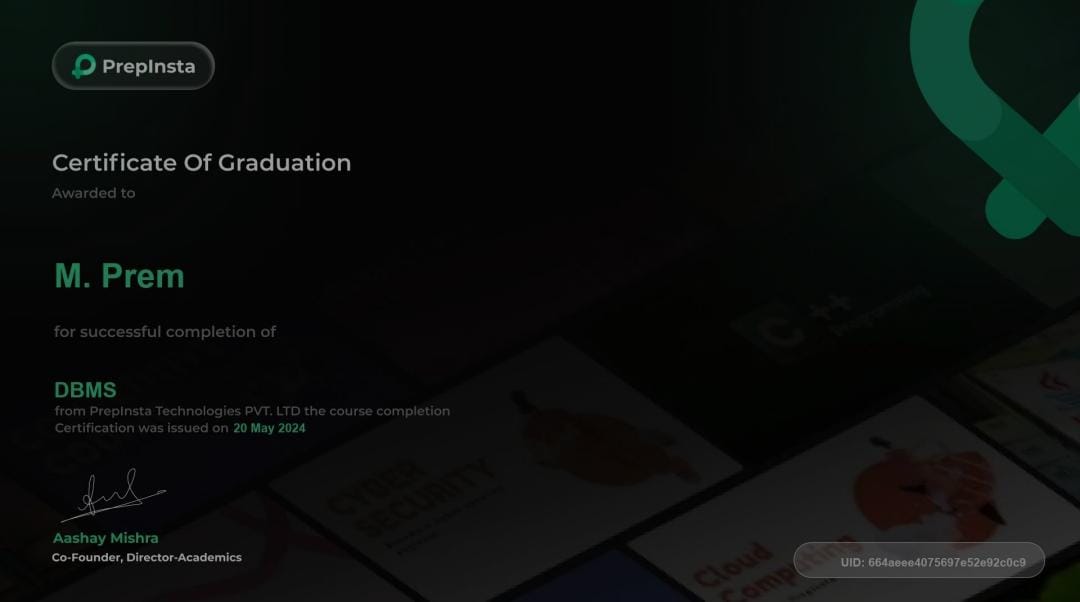 PrepInsta
Certificate Of Graduation
Awarded to
M. Prem
for successful completion of
DBMS
from PrepInsta Technologies PVT. LTD the course completion
Certification was issued on 20 May 2024
Aashay Mishra
Co-Founder, Director-Academics
C ++
Programming
CYBER
SECURITY
Cloud
Computing
UID: 664aeee4075697e52e92c0c9